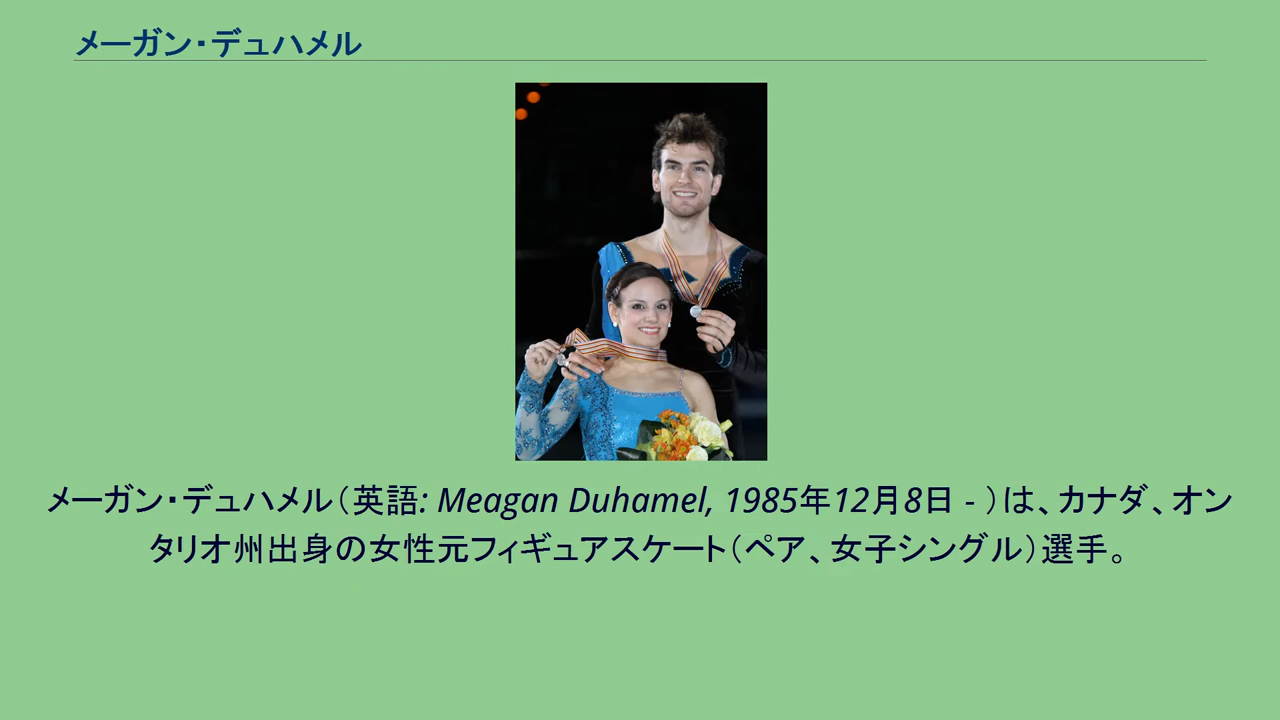 メーガン・デュハメル
メーガン・デュハメル（英語: Meagan Duhamel, 1985年12月8日 - ）は、カナダ、オン
タリオ州出身の女性元フィギュアスケート（ペア、女子シングル）選手。